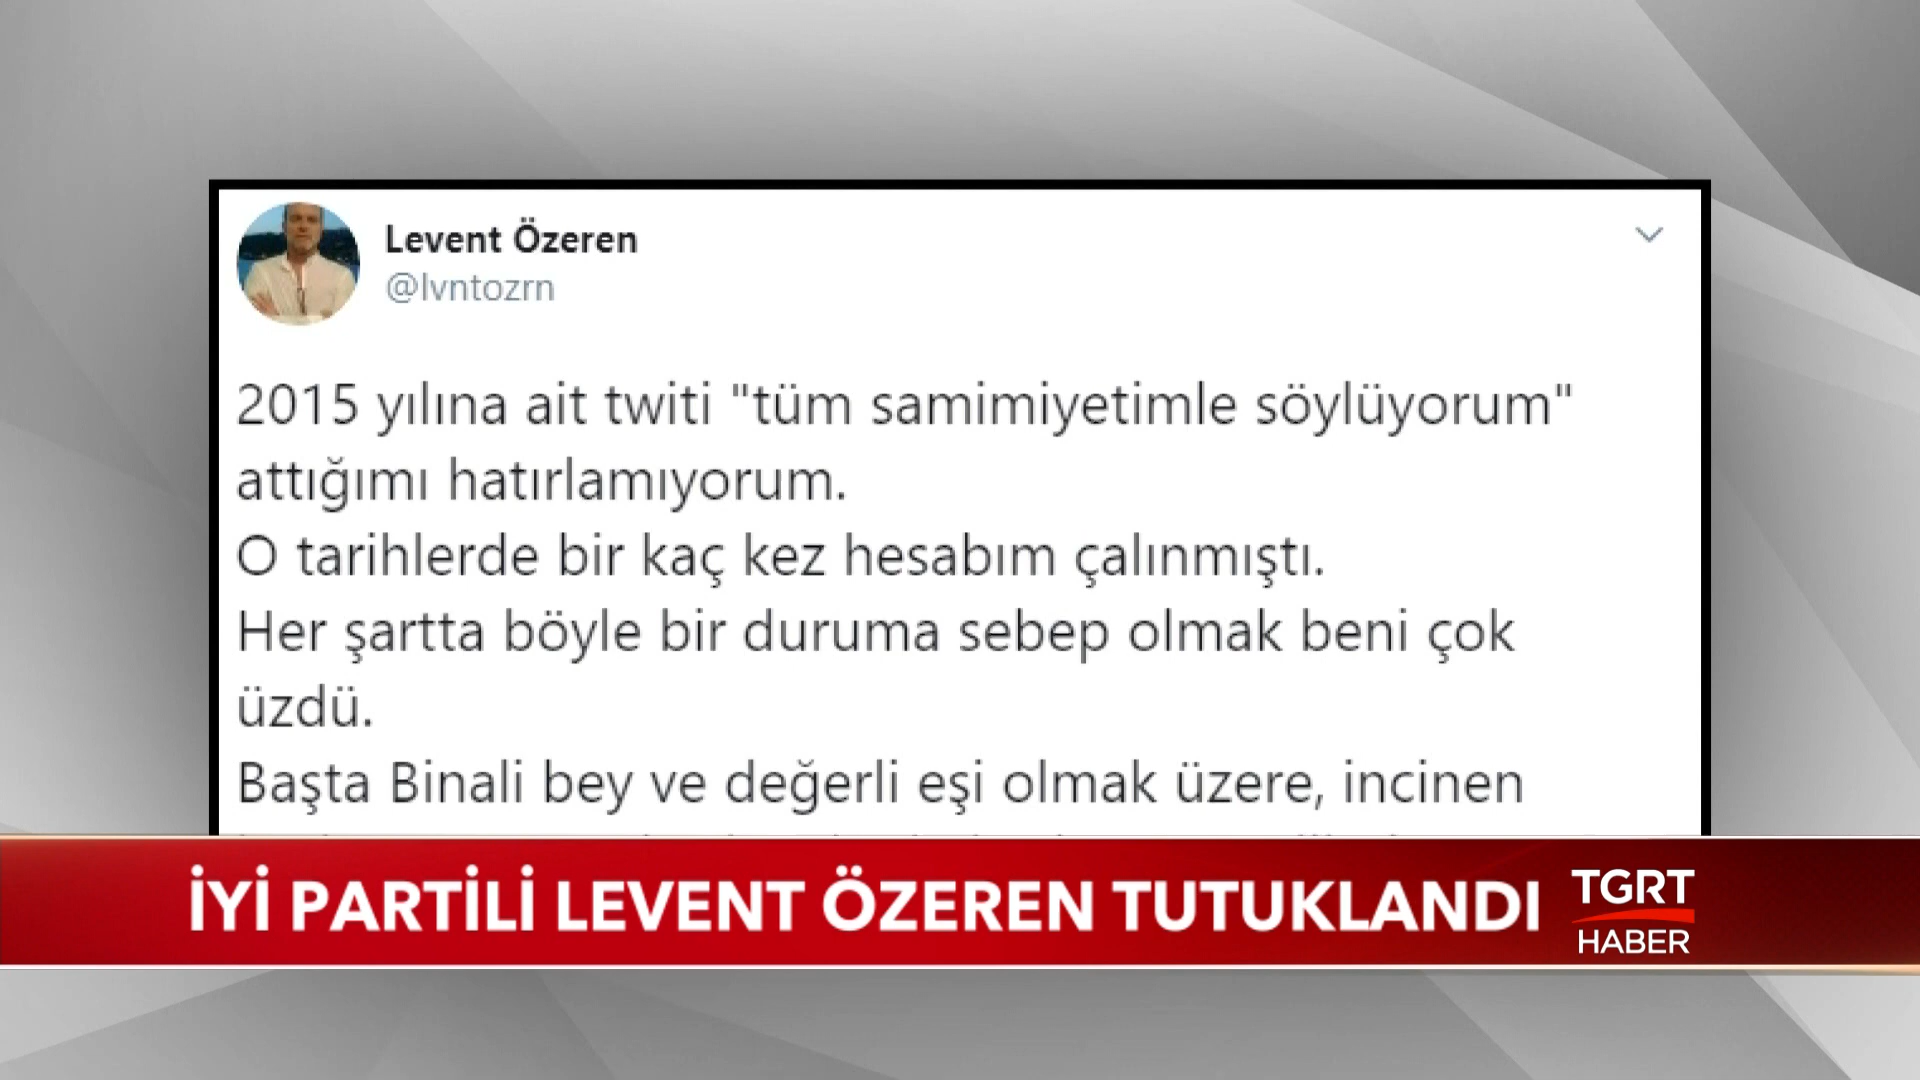 Levent Özeren
@lvntozrn
2015 yılına ait twiti "tüm samimiyetimle söylüyorum"
attığımı hatırlamıyorum.
O tarihlerde bir kaç kez hesabım çalınmıştı.
Her şartta böyle bir duruma sebep olmak beni çok
üzdü.
Başta Binali bey ve değerli eşi olmak üzere, incinen
İYİ PARTİLİ LEVENT ÖZEREN TUTUKLANDI
TGRT
HABER